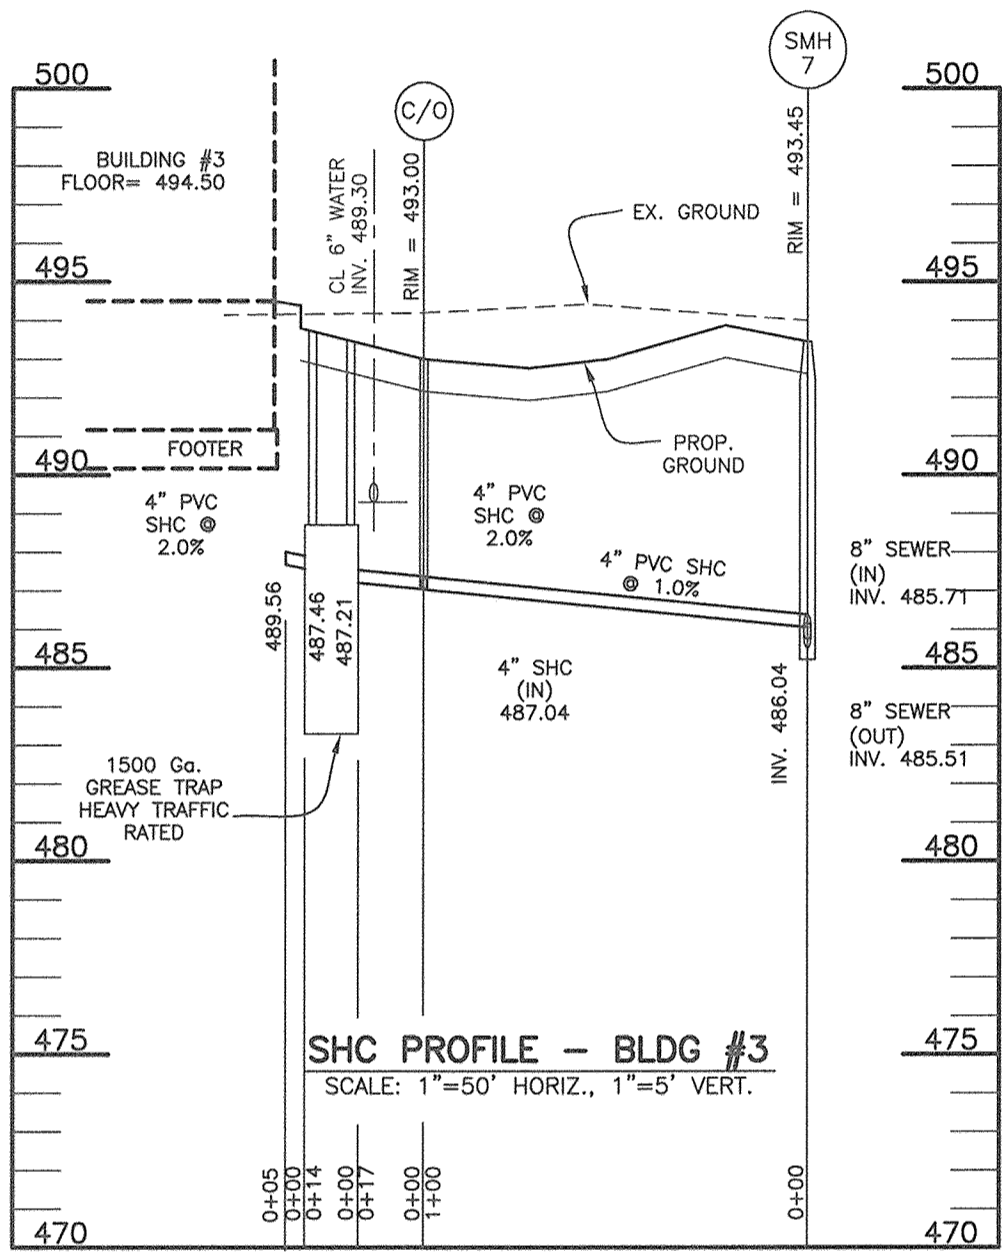 SMH
7
500
500
C/O
BUILDING #3
FLOOR= 494.50
CL 6" WATER
INV. 489.30
RIM = 493.00
RIM = 493.45
EX. GROUND
495
495
FOOTER
PROP.
GROUND
490
490
4" PVC
SHC @
2.0%
4" PVC
SHC @
2.0%
4" PVC SHC
@ 1.0%
8" SEWER
(IN)
INV. 485.71
489.56
487.46
487.21
485
485
4" SHC
(IN)
487.04
INV. 486.04
8" SEWER
(OUT)
INV. 485.51
1500 Ga.
GREASE TRAP
HEAVY TRAFFIC
RATED
480
480
475
475
SHC PROFILE - BLDG #3
SCALE: 1"=50' HORIZ., 1"=5' VERT.
0+05
0+00
0+14
0+00
0+17
0+00
1+00
0+00
470
470